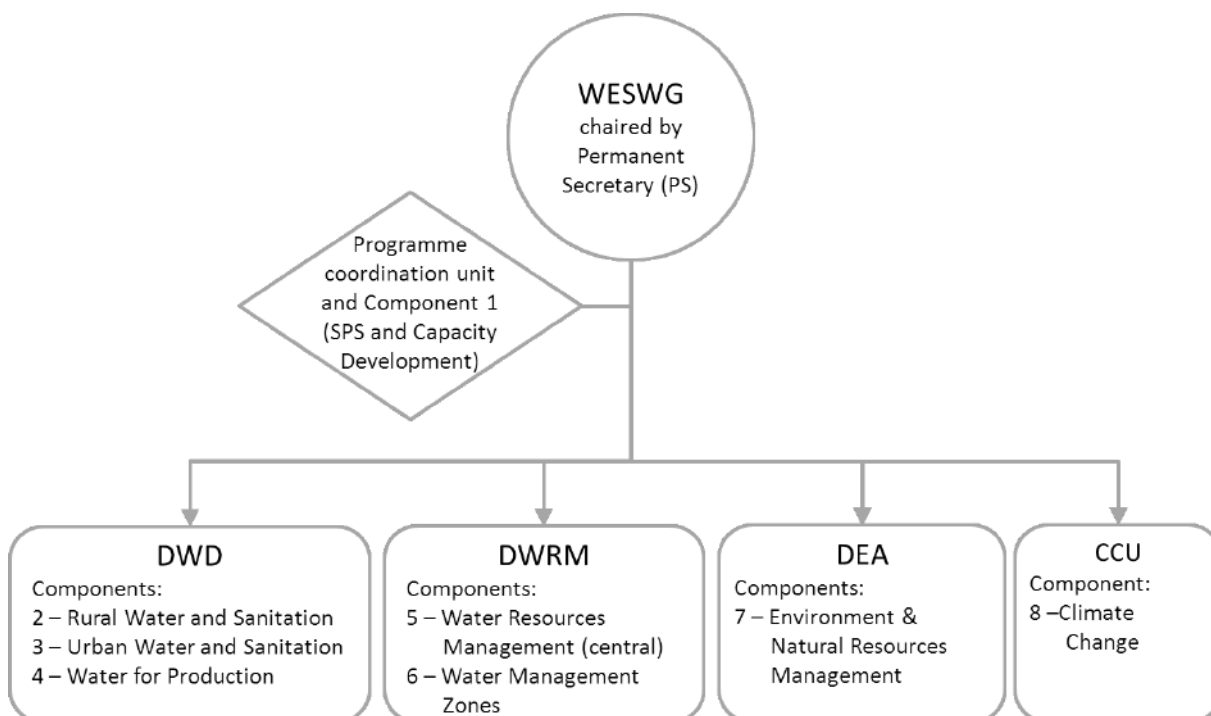 WESWG
chaired by
Permanent
Secretary (PS)
Programme
coordination unit
and Component 1
(SPS and Capacity
Development)
DWD
Components:
2 – Rural Water and Sanitation
3 – Urban Water and Sanitation
4 – Water for Production
DWRM
Components:
5 – Water Resources
Management (central)
6 – Water Management
Zones
DEA
Components:
7 – Environment &
Natural Resources
Management
CCU
Component:
8 –Climate
Change